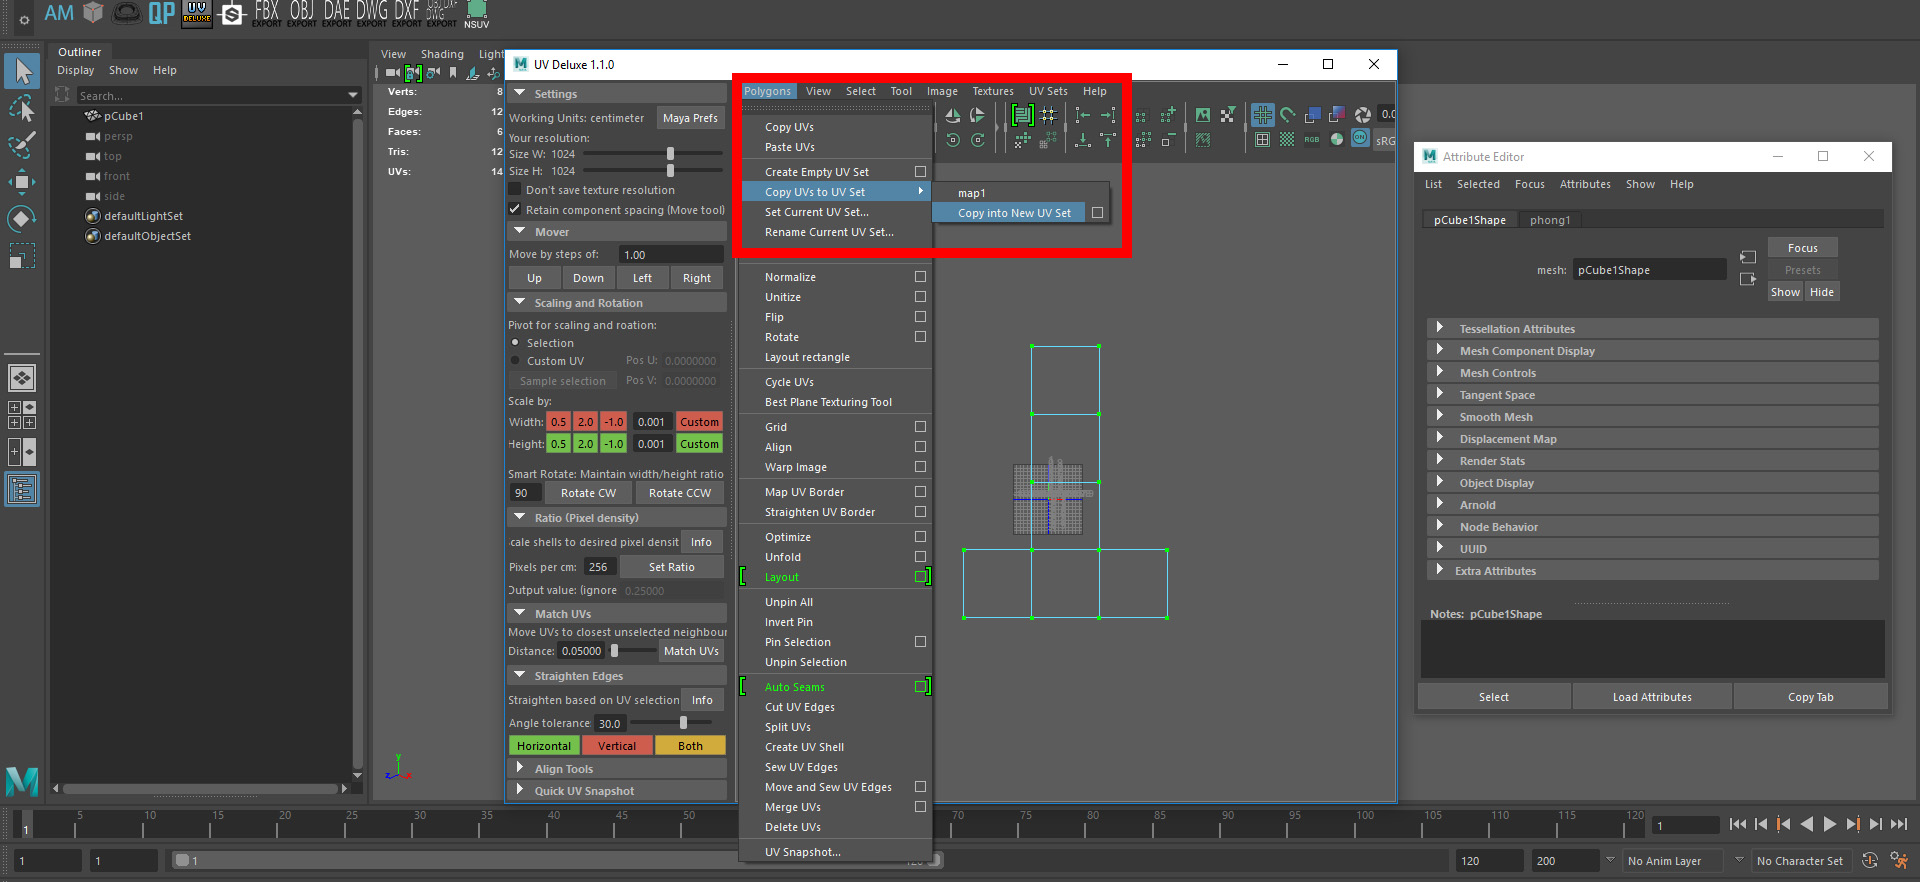 AM QP UV DELUXE S FBX OBJ DAE DWG DXF OBJ DXF DWG
EXPORT EXPORT EXPORT EXPORT EXPORT EXPORT NSUV
Outliner
Display Show Help
Search...
pCube1
persp
top
front
side
defaultLightSet
defaultObjectSet
View Shading Light
Verts: 8
Edges: 12
Faces: 6
Tris: 12
UVs: 14
y
z x
UV Deluxe 1.1.0
Settings
Working Units: centimeter Maya Prefs
Your resolution:
Size W: 1024
Size H: 1024
Don't save texture resolution
Retain component spacing (Move tool)
Mover
Move by steps of: 1.00
Up Down Left Right
Scaling and Rotation
Pivot for scaling and roation:
Selection
Custom UV Pos U: 0.0000000
Sample selection Pos V: 0.0000000
Scale by:
Width: 0.5 2.0 -1.0 0.001 Custom
Height: 0.5 2.0 -1.0 0.001 Custom
Smart Rotate: Maintain width/height ratio
90 Rotate CW Rotate CCW
Ratio (Pixel density)
cale shells to desired pixel densit Info
Pixels per cm: 256 Set Ratio
Output value: (ignore 0.25000
Match UVs
Move UVs to closest unselected neighbour
Distance: 0.05000 Match UVs
Straighten Edges
Straighten based on UV selection Info
Angle tolerance 30.0
Horizontal Vertical Both
Align Tools
Quick UV Snapshot
Polygons View Select Tool Image Textures UV Sets Help
Copy UVs
Paste UVs
Create Empty UV Set
Copy UVs to UV Set
Set Current UV Set...
Rename Current UV Set...
map1
Copy into New UV Set
Normalize
Unitize
Flip
Rotate
Layout rectangle
Cycle UVs
Best Plane Texturing Tool
Grid
Align
Warp Image
Map UV Border
Straighten UV Border
Optimize
Unfold
Layout
Unpin All
Invert Pin
Pin Selection
Unpin Selection
Auto Seams
Cut UV Edges
Split UVs
Create UV Shell
Sew UV Edges
Move and Sew UV Edges
Merge UVs
Delete UVs
UV Snapshot...
0.0
RGB ON sRG
Attribute Editor
List Selected Focus Attributes Show Help
pCube1Shape phong1
Focus
mesh: pCube1Shape Presets
Show Hide
Tessellation Attributes
Mesh Component Display
Mesh Controls
Tangent Space
Smooth Mesh
Displacement Map
Render Stats
Object Display
Arnold
Node Behavior
UUID
Extra Attributes
Notes: pCube1Shape
Select Load Attributes Copy Tab
5 10 15 20 25 30 35 40 45 50 70 75 80 85 90 95 100 105 110 115 120
1 1
1 1 1 120 120 200 No Anim Layer No Character Set